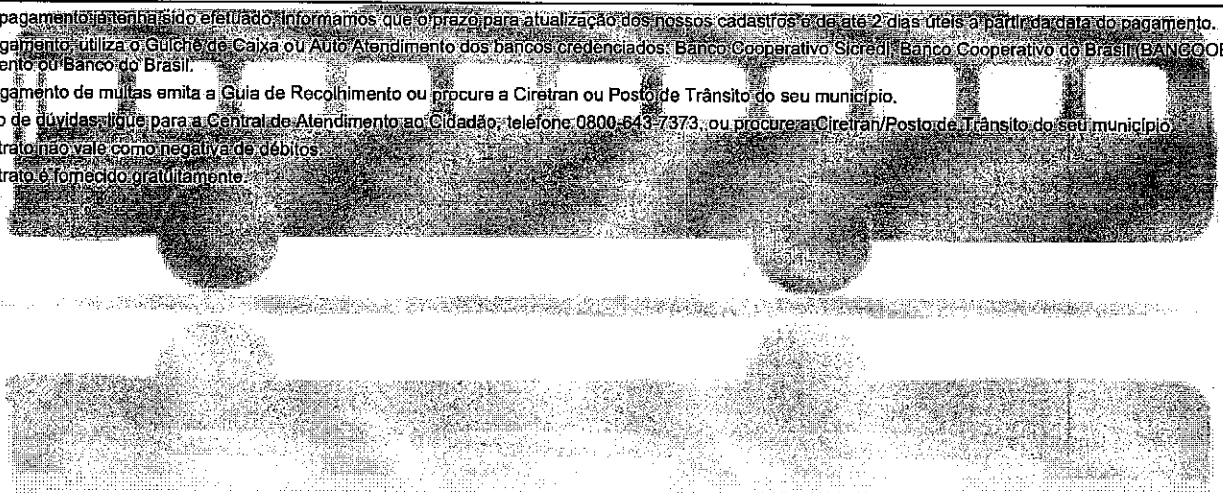 pagamento já tenha sido efetuado, informamos que o prazo para atualização dos nossos cadastros é de até 2 dias úteis a partir da data do pagamento.
gamento, utiliza o Guichê de Caixa ou Auto Atendimento dos bancos credenciados: Banco Cooperativo Sicredi, Banco Cooperativo do Brasil (BANCOOB
ento ou Banco do Brasil.
gamento de multas emita a Guia de Recolhimento ou procure a Ciretran ou Posto de Trânsito do seu município.
o de dúvidas, ligue para a Central de Atendimento ao Cidadão, telefone 0800-643-7373, ou procure a Ciretran/Posto de Trânsito do seu município.
trato não vale como negativa de débitos.
trato é fornecido gratuitamente.